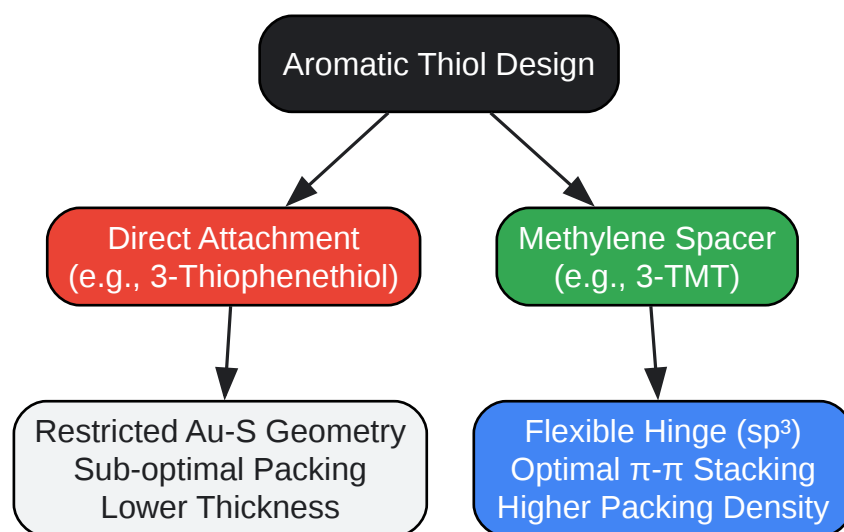 Aromatic Thiol Design
Direct Attachment
(e.g., 3-Thiophenethiol)
Methylene Spacer
(e.g., 3-TMT)
Restricted Au-S Geometry
Sub-optimal Packing
Lower Thickness
Flexible Hinge (sp³)
Optimal π-π Stacking
Higher Packing Density